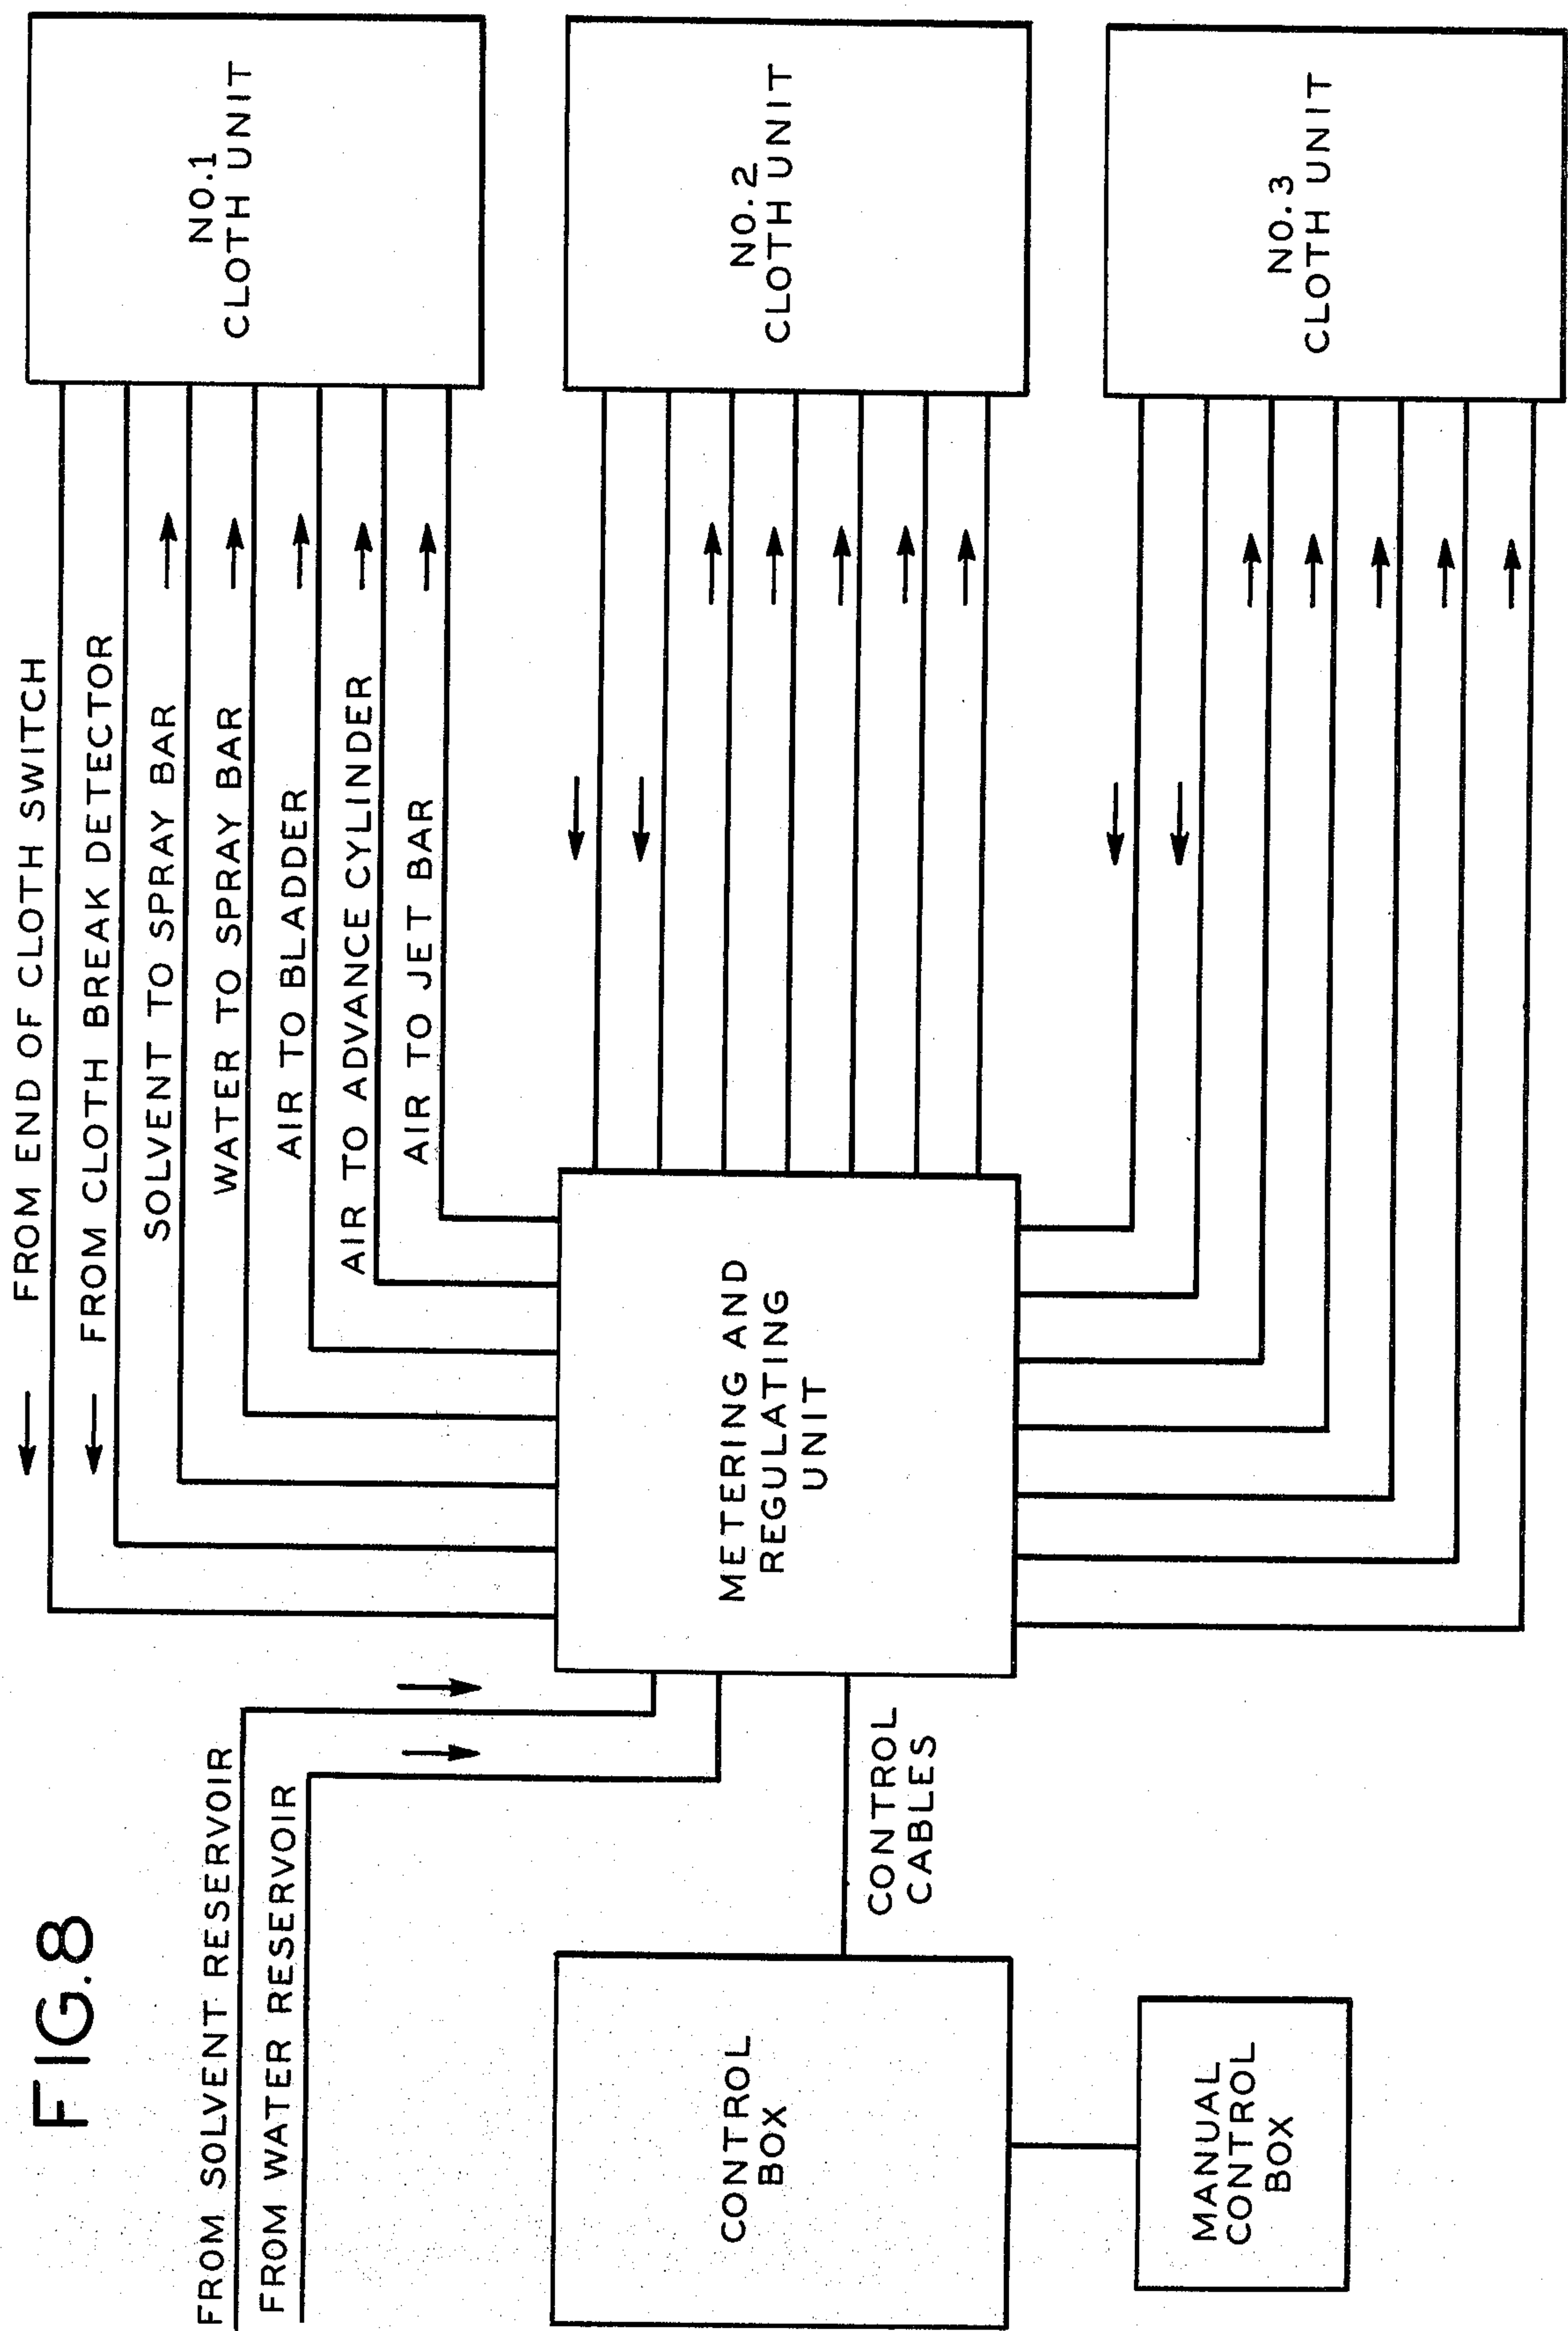 FIG.8
FROM END OF CLOTH SWITCH
FROM CLOTH BREAK DETECTOR
SOLVENT TO SPRAY BAR
WATER TO SPRAY BAR
AIR TO BLADDER
AIR TO ADVANCE CYLINDER
AIR TO JET BAR
NO.1
CLOTH UNIT
FROM SOLVENT RESERVOIR
FROM WATER RESERVOIR
CONTROL
BOX
CONTROL
CABLES
METERING AND
REGULATING
UNIT
NO.2
CLOTH UNIT
MANUAL
CONTROL
BOX
NO.3
CLOTH UNIT